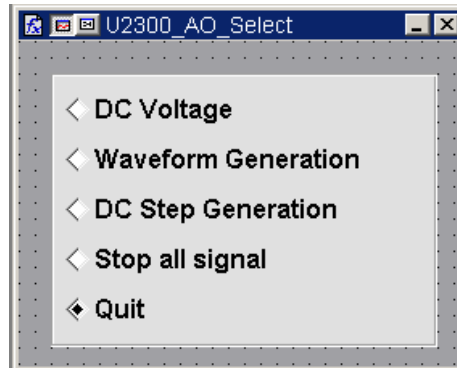 U2300_AO_Select
DC Voltage
Waveform Generation
DC Step Generation
Stop all signal
Quit